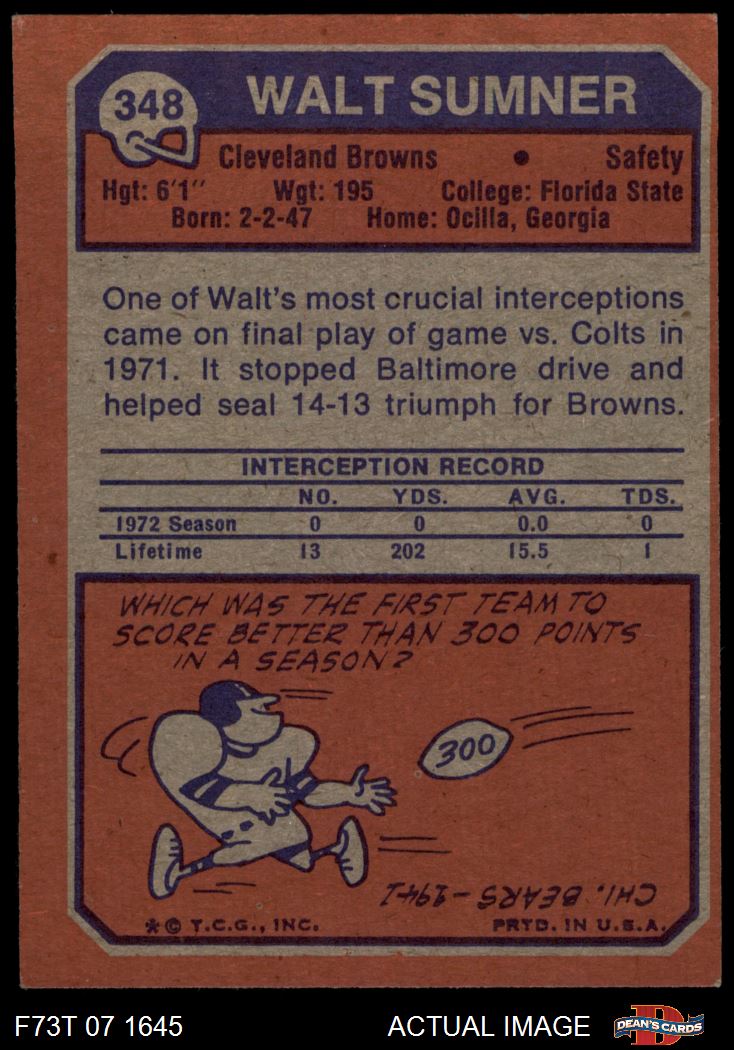 348
WALT SUMNER
Cleveland Browns • Safety
Hgt: 6'1" Wgt: 195 College: Florida State
Born: 2-2-47 Home: Ocilla, Georgia
One of Walt's most crucial interceptions
came on final play of game vs. Colts in
1971. It stopped Baltimore drive and
helped seal 14-13 triumph for Browns.
INTERCEPTION RECORD
NO. YDS. AVG. TDS.
1972 Season 0 0 0.0 0
Lifetime 13 202 15.5 1
WHICH WAS THE FIRST TEAM TO
SCORE BETTER THAN 300 POINTS
IN A SEASON?
300
CHI. BEARS-1941
*© T.C.G., INC. PRTD. IN U.S.A.
F73T 07 1645 ACTUAL IMAGE
D
DEAN'S CARDS